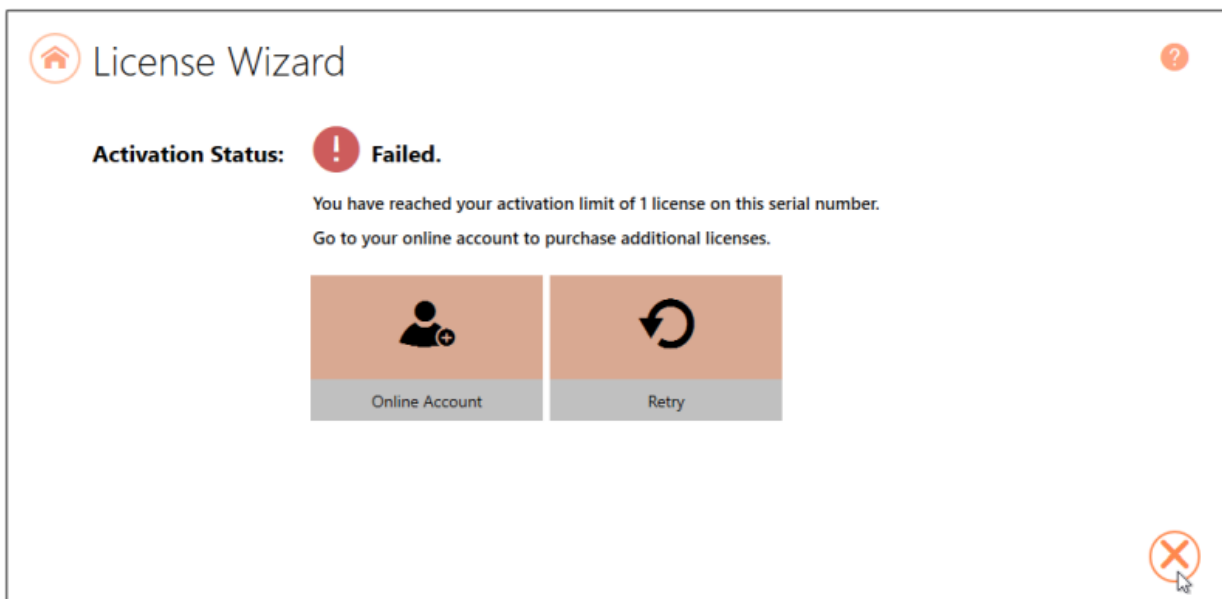 License Wizard
?
Activation Status:
! Failed.
You have reached your activation limit of 1 license on this serial number.
Go to your online account to purchase additional licenses.
Online Account
Retry